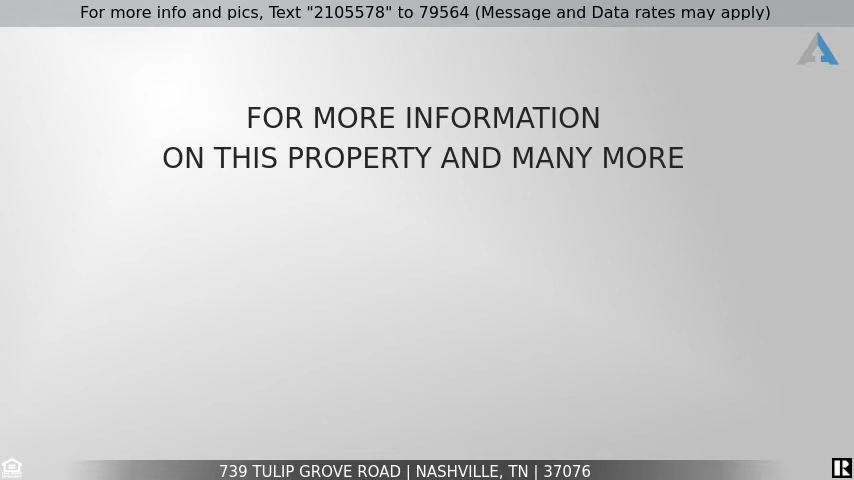 For more info and pics, Text "2105578" to 79564 (Message and Data rates may apply)
FOR MORE INFORMATION
ON THIS PROPERTY AND MANY MORE
739 TULIP GROVE ROAD | NASHVILLE, TN | 37076